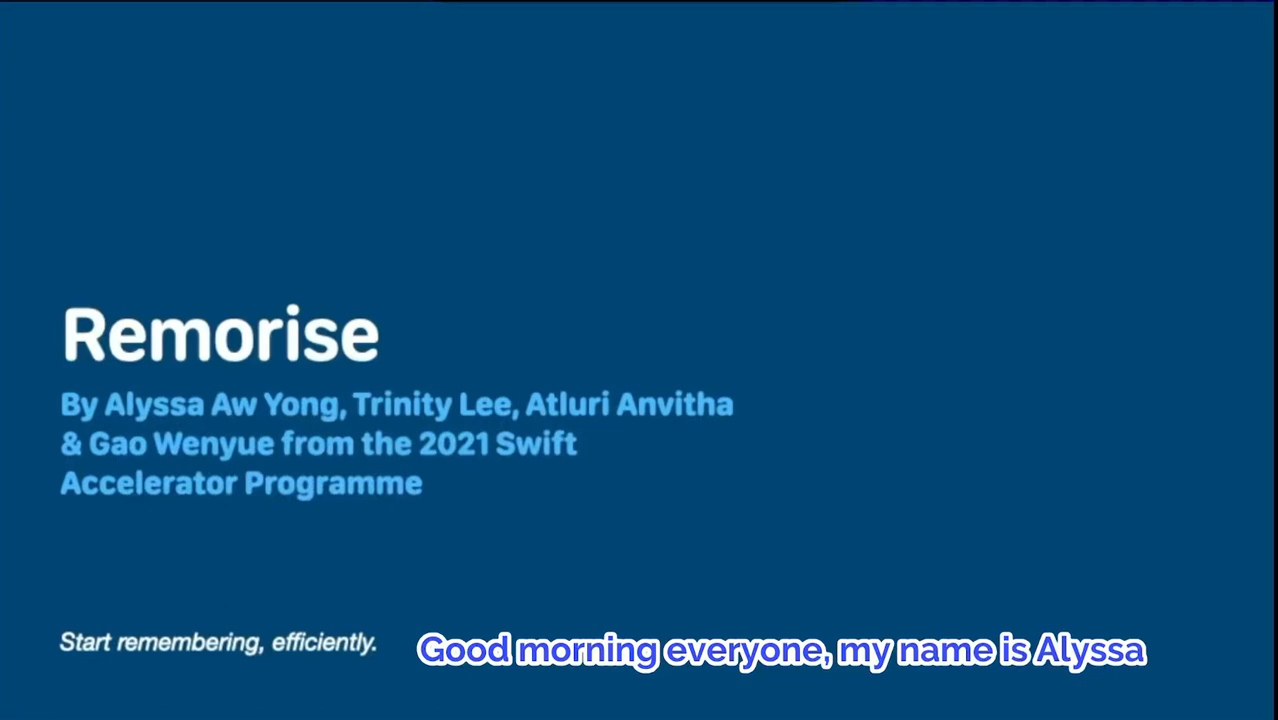 Remorise
By Alyssa Aw Yong, Trinity Lee, Atluri Anvitha
& Gao Wenyue from the 2021 Swift
Accelerator Programme
Start remembering, efficiently.
Good morning everyone, my name is Alyssa